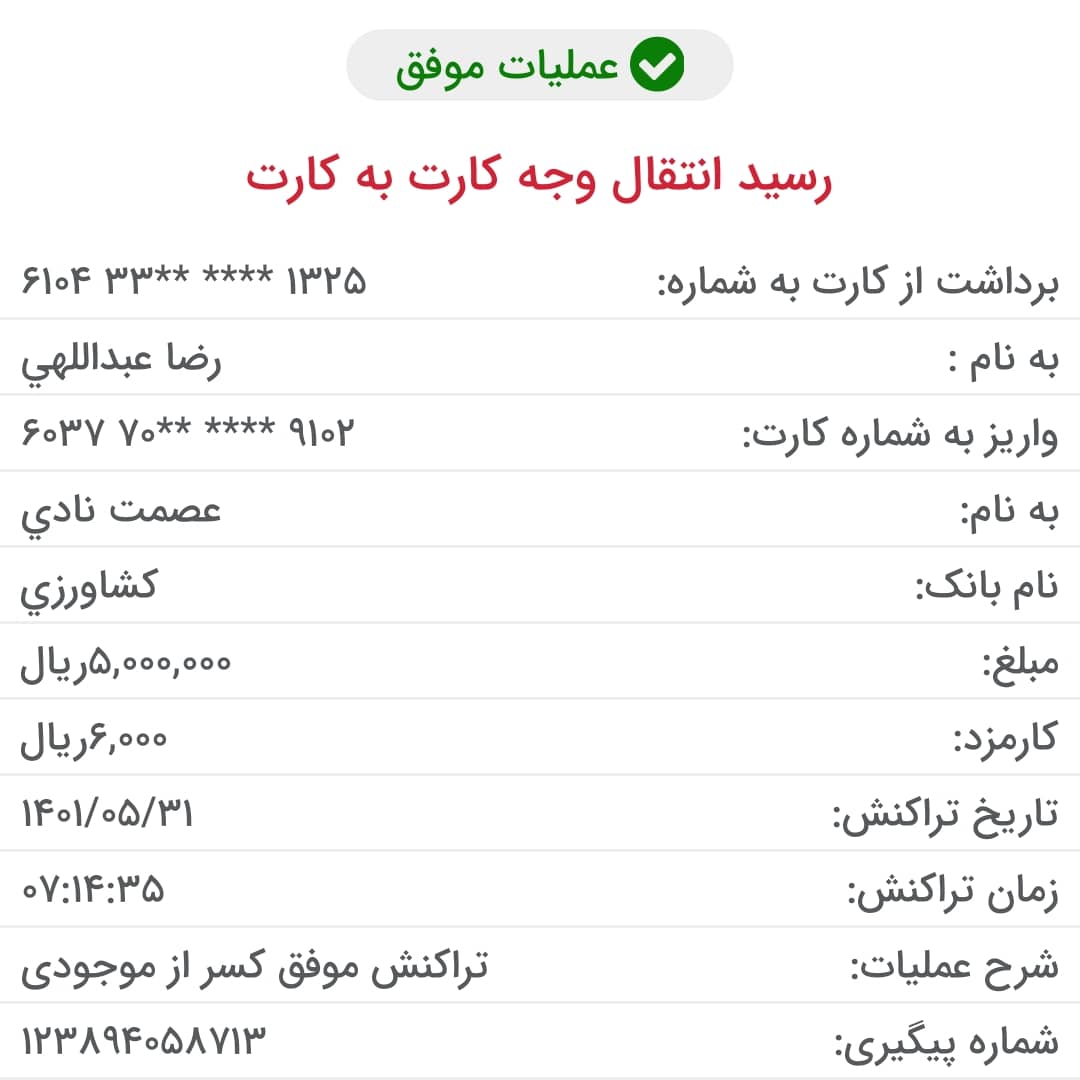 عملیات موفق
رسید انتقال وجه کارت به کارت
برداشت از کارت به شماره: ۶۱۰۴ ۳۳** **** ۱۳۲۵
به نام : رضا عبداللهي
واریز به شماره کارت: ۶۰۳۷ ۷۰** **** ۹۱۰۲
به نام: عصمت نادي
نام بانک: کشاورزي
مبلغ: ۵,۰۰۰,۰۰۰ریال
کارمزد: ۶,۰۰۰ریال
تاریخ تراکنش: ۱۴۰۱/۰۵/۳۱
زمان تراکنش: ۰۷:۱۴:۳۵
شرح عملیات: تراکنش موفق کسر از موجودی
شماره پیگیری: ۱۲۳۸۹۴۰۵۸۷۱۳